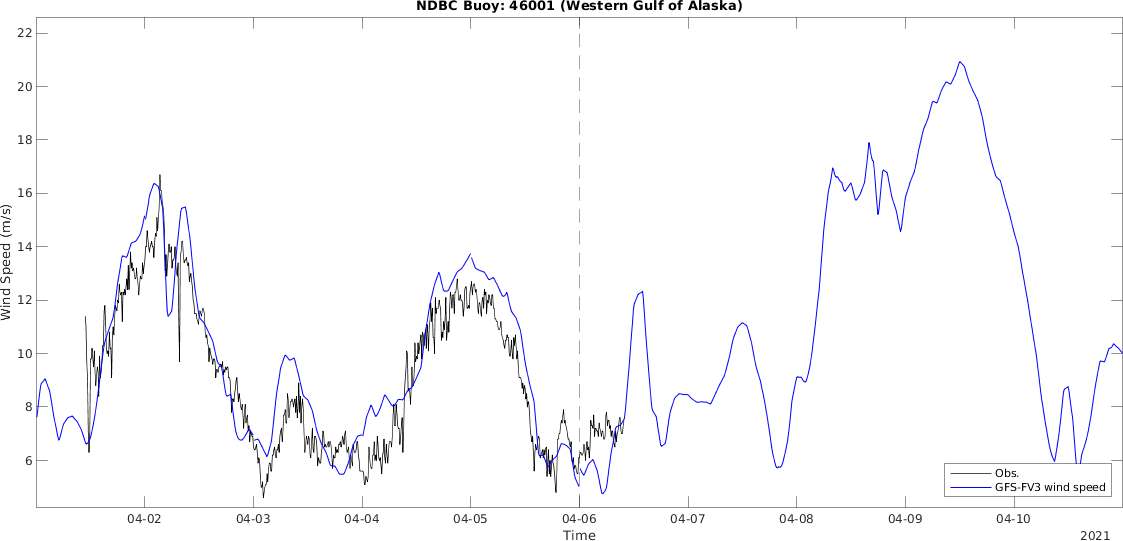 NDBC Buoy: 46001 (Western Gulf of Alaska)
22
20
18
16
14
12
10
8
6
Wind Speed (m/s)
Obs.
GFS-FV3 wind speed
04-02 04-03 04-04 04-05 04-06 04-07 04-08 04-09 04-10
Time
2021